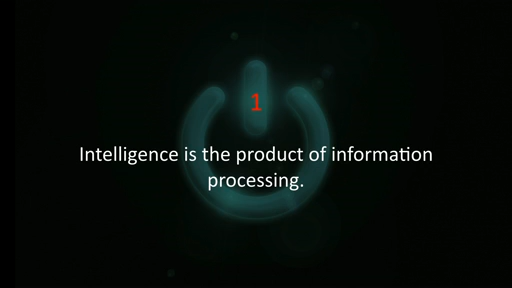 1
Intelligence is the product of information
processing.